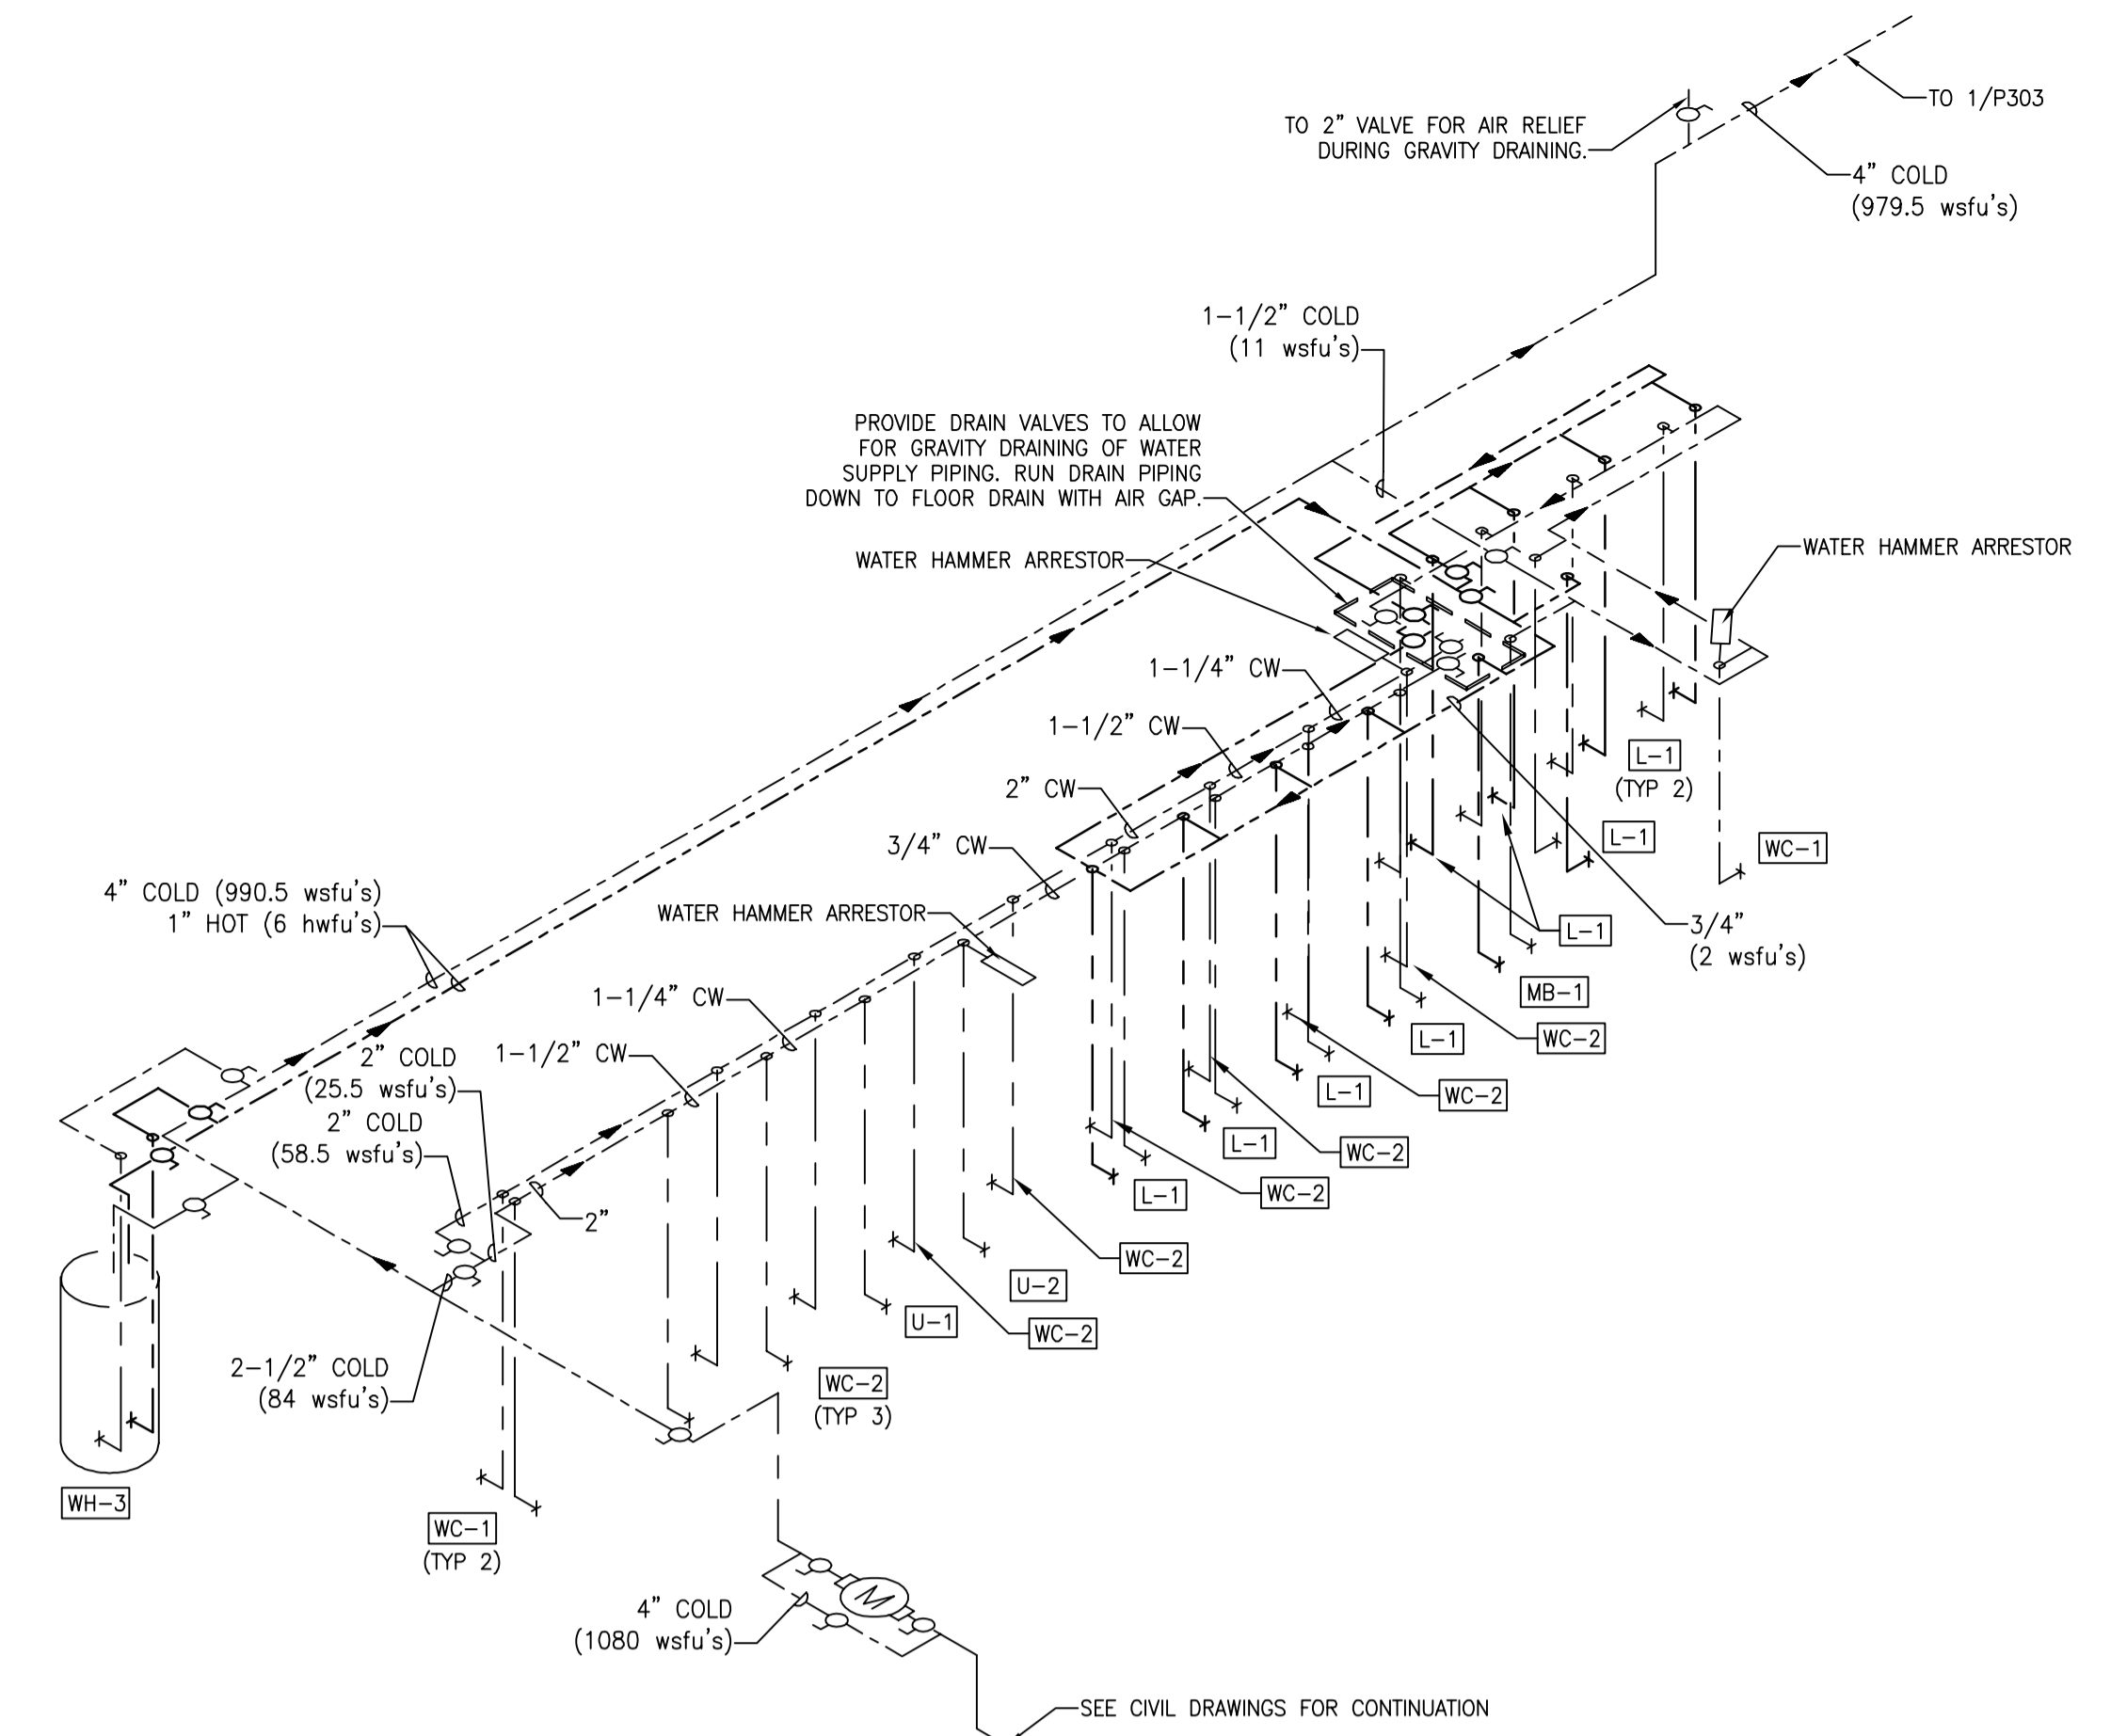 TO 1/P303
TO 2" VALVE FOR AIR RELIEF
DURING GRAVITY DRAINING.
4" COLD
(979.5 wsfu's)
1-1/2" COLD
(11 wsfu's)
PROVIDE DRAIN VALVES TO ALLOW
FOR GRAVITY DRAINING OF WATER
SUPPLY PIPING. RUN DRAIN PIPING
DOWN TO FLOOR DRAIN WITH AIR GAP.
WATER HAMMER ARRESTOR
WATER HAMMER ARRESTOR
1-1/4" CW
1-1/2" CW
2" CW
3/4" CW
L-1
(TYP 2)
L-1
WC-1
4" COLD (990.5 wsfu's)
1" HOT (6 hwfu's)
WATER HAMMER ARRESTOR
L-1
3/4"
(2 wsfu's)
MB-1
1-1/4" CW
1-1/2" CW
L-1
WC-2
2" COLD
(25.5 wsfu's)
2" COLD
(58.5 wsfu's)
L-1
WC-2
L-1
WC-2
L-1
WC-2
2"
WC-2
U-2
U-1
WC-2
2-1/2" COLD
(84 wsfu's)
WC-2
(TYP 3)
WH-3
WC-1
(TYP 2)
M
4" COLD
(1080 wsfu's)
SEE CIVIL DRAWINGS FOR CONTINUATION